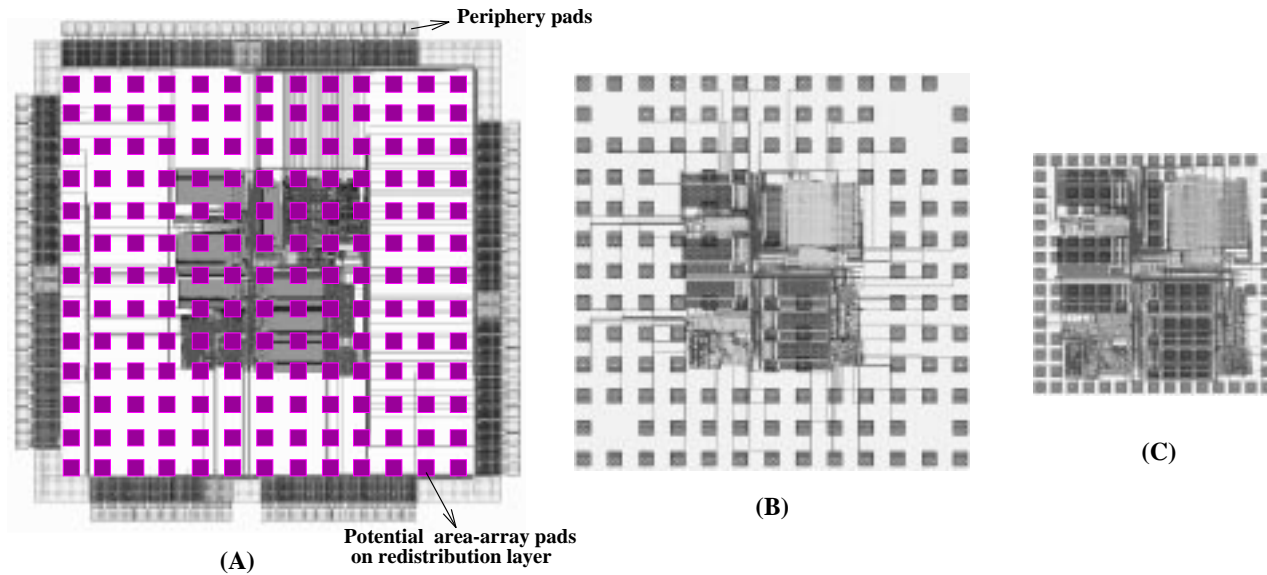 Periphery pads
(B)
(C)
Potential area-array pads
on redistribution layer
(A)